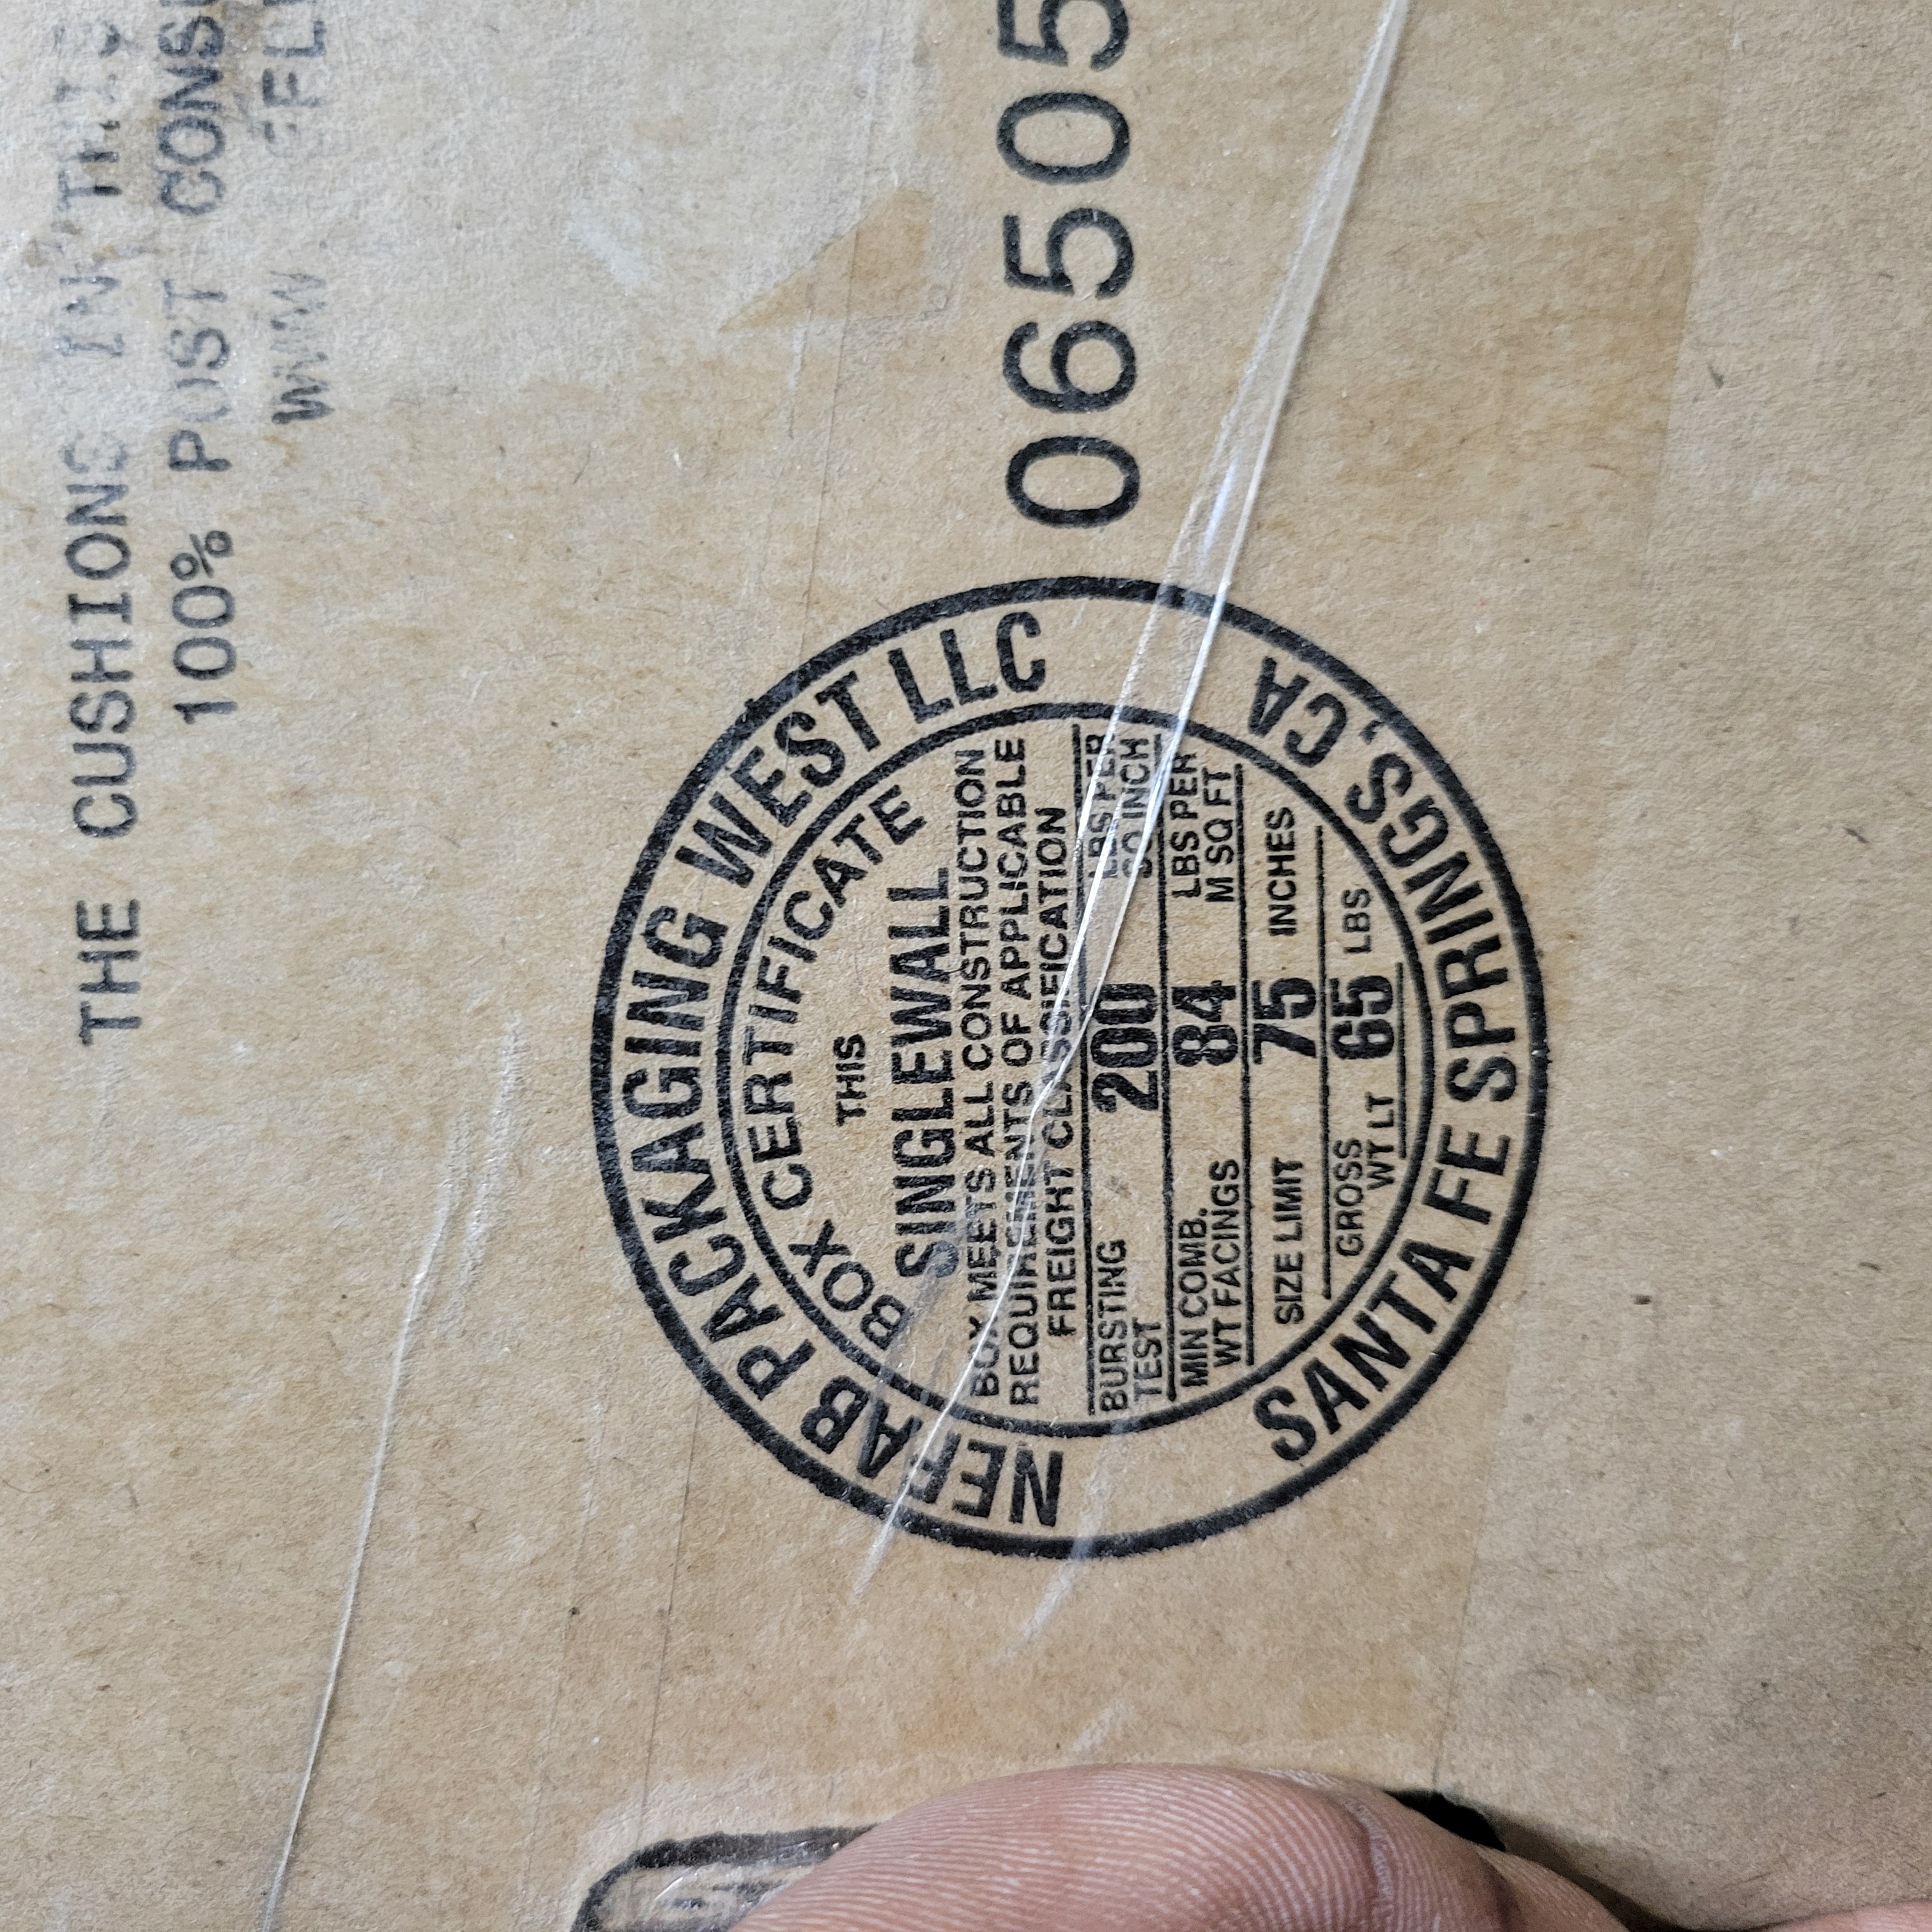 THE CUSHIONS IN THIS
100% POST
WWW
06505
NEFAB PACKAGING WEST LLC
BOX CERTIFICATE
THIS
SINGLEWALL
BOX MEETS ALL CONSTRUCTION
REQUIREMENTS OF APPLICABLE
FREIGHT CLASSIFICATION
BURSTING TEST 200 LBS PER SQ INCH
MIN COMB. WT FACINGS 84 LBS PER M SQ FT
SIZE LIMIT 75 INCHES
GROSS WT LT 65 LBS
SANTA FE SPRINGS, CA